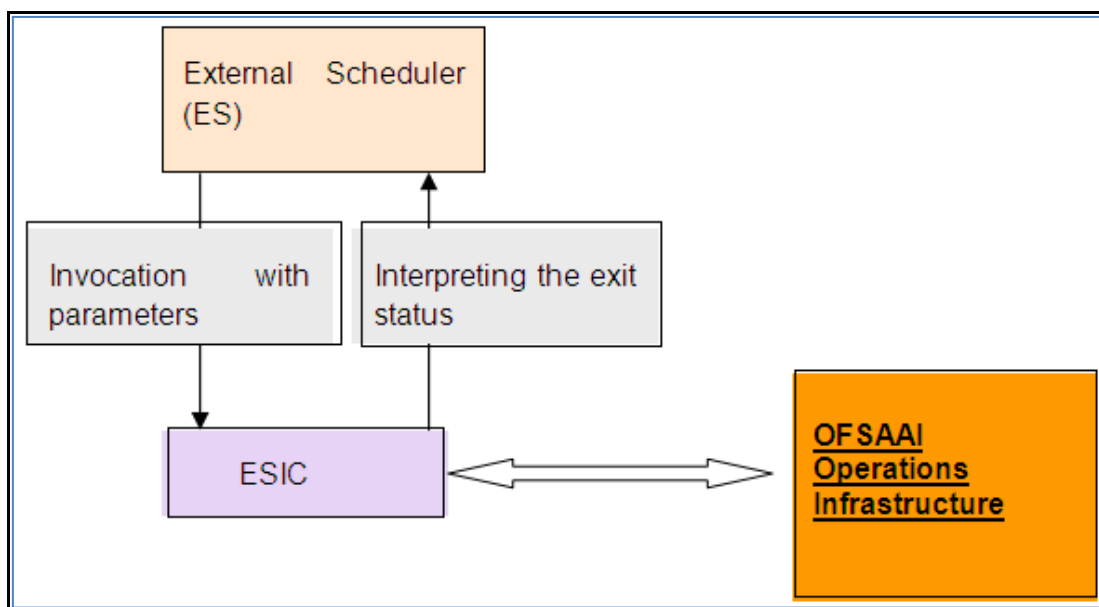 External Scheduler
(ES)
Invocation with
parameters
Interpreting the exit
status
ESIC
OFSAAI
Operations
Infrastructure